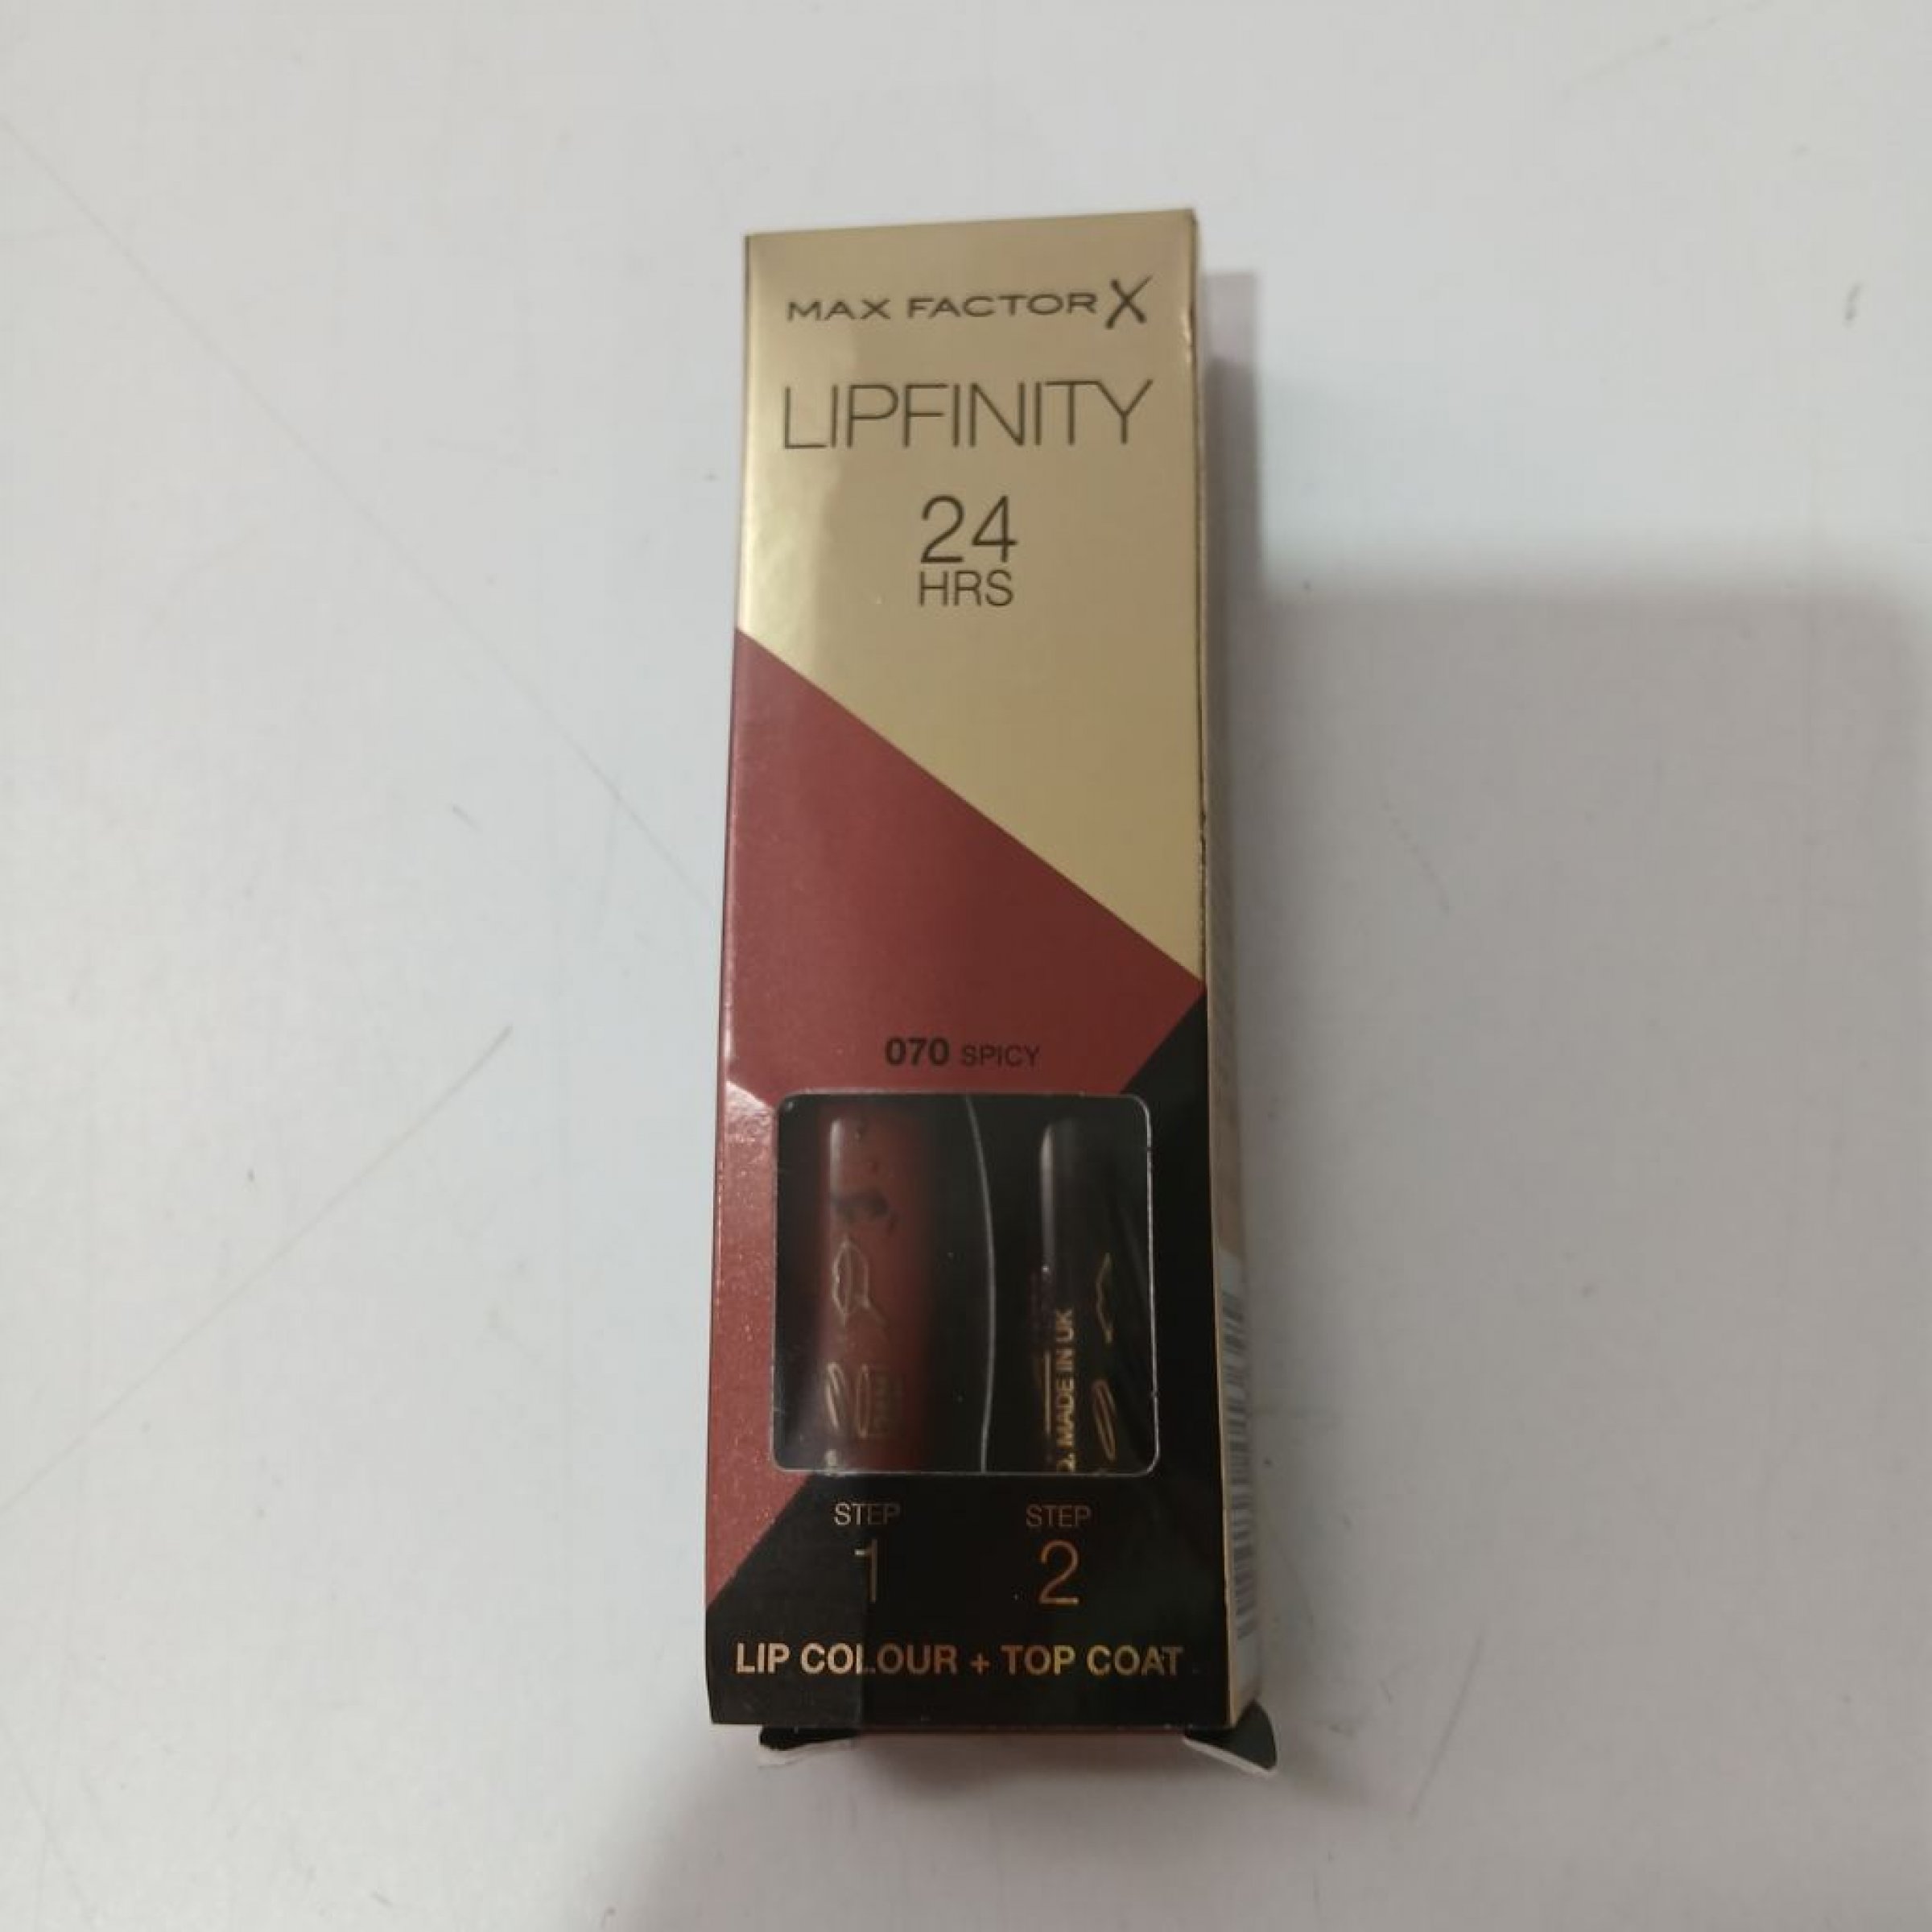 MAX FACTOR X
LIPFINITY
24
HRS
070 SPICY
MADE IN UK
STEP STEP
1 2
LIP COLOUR + TOP COAT